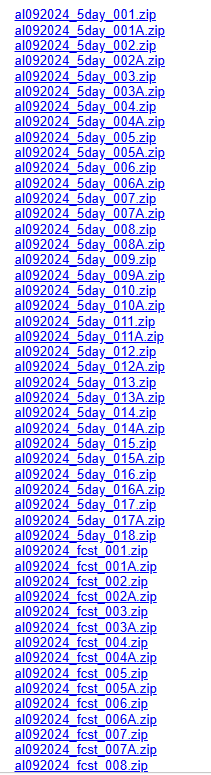 al092024_5day_001.zip
al092024_5day_001A.zip
al092024_5day_002.zip
al092024_5day_002A.zip
al092024_5day_003.zip
al092024_5day_003A.zip
al092024_5day_004.zip
al092024_5day_004A.zip
al092024_5day_005.zip
al092024_5day_005A.zip
al092024_5day_006.zip
al092024_5day_006A.zip
al092024_5day_007.zip
al092024_5day_007A.zip
al092024_5day_008.zip
al092024_5day_008A.zip
al092024_5day_009.zip
al092024_5day_009A.zip
al092024_5day_010.zip
al092024_5day_010A.zip
al092024_5day_011.zip
al092024_5day_011A.zip
al092024_5day_012.zip
al092024_5day_012A.zip
al092024_5day_013.zip
al092024_5day_013A.zip
al092024_5day_014.zip
al092024_5day_014A.zip
al092024_5day_015.zip
al092024_5day_015A.zip
al092024_5day_016.zip
al092024_5day_016A.zip
al092024_5day_017.zip
al092024_5day_017A.zip
al092024_5day_018.zip
al092024_fcst_001.zip
al092024_fcst_001A.zip
al092024_fcst_002.zip
al092024_fcst_002A.zip
al092024_fcst_003.zip
al092024_fcst_003A.zip
al092024_fcst_004.zip
al092024_fcst_004A.zip
al092024_fcst_005.zip
al092024_fcst_005A.zip
al092024_fcst_006.zip
al092024_fcst_006A.zip
al092024_fcst_007.zip
al092024_fcst_007A.zip
al092024_fcst_008.zip